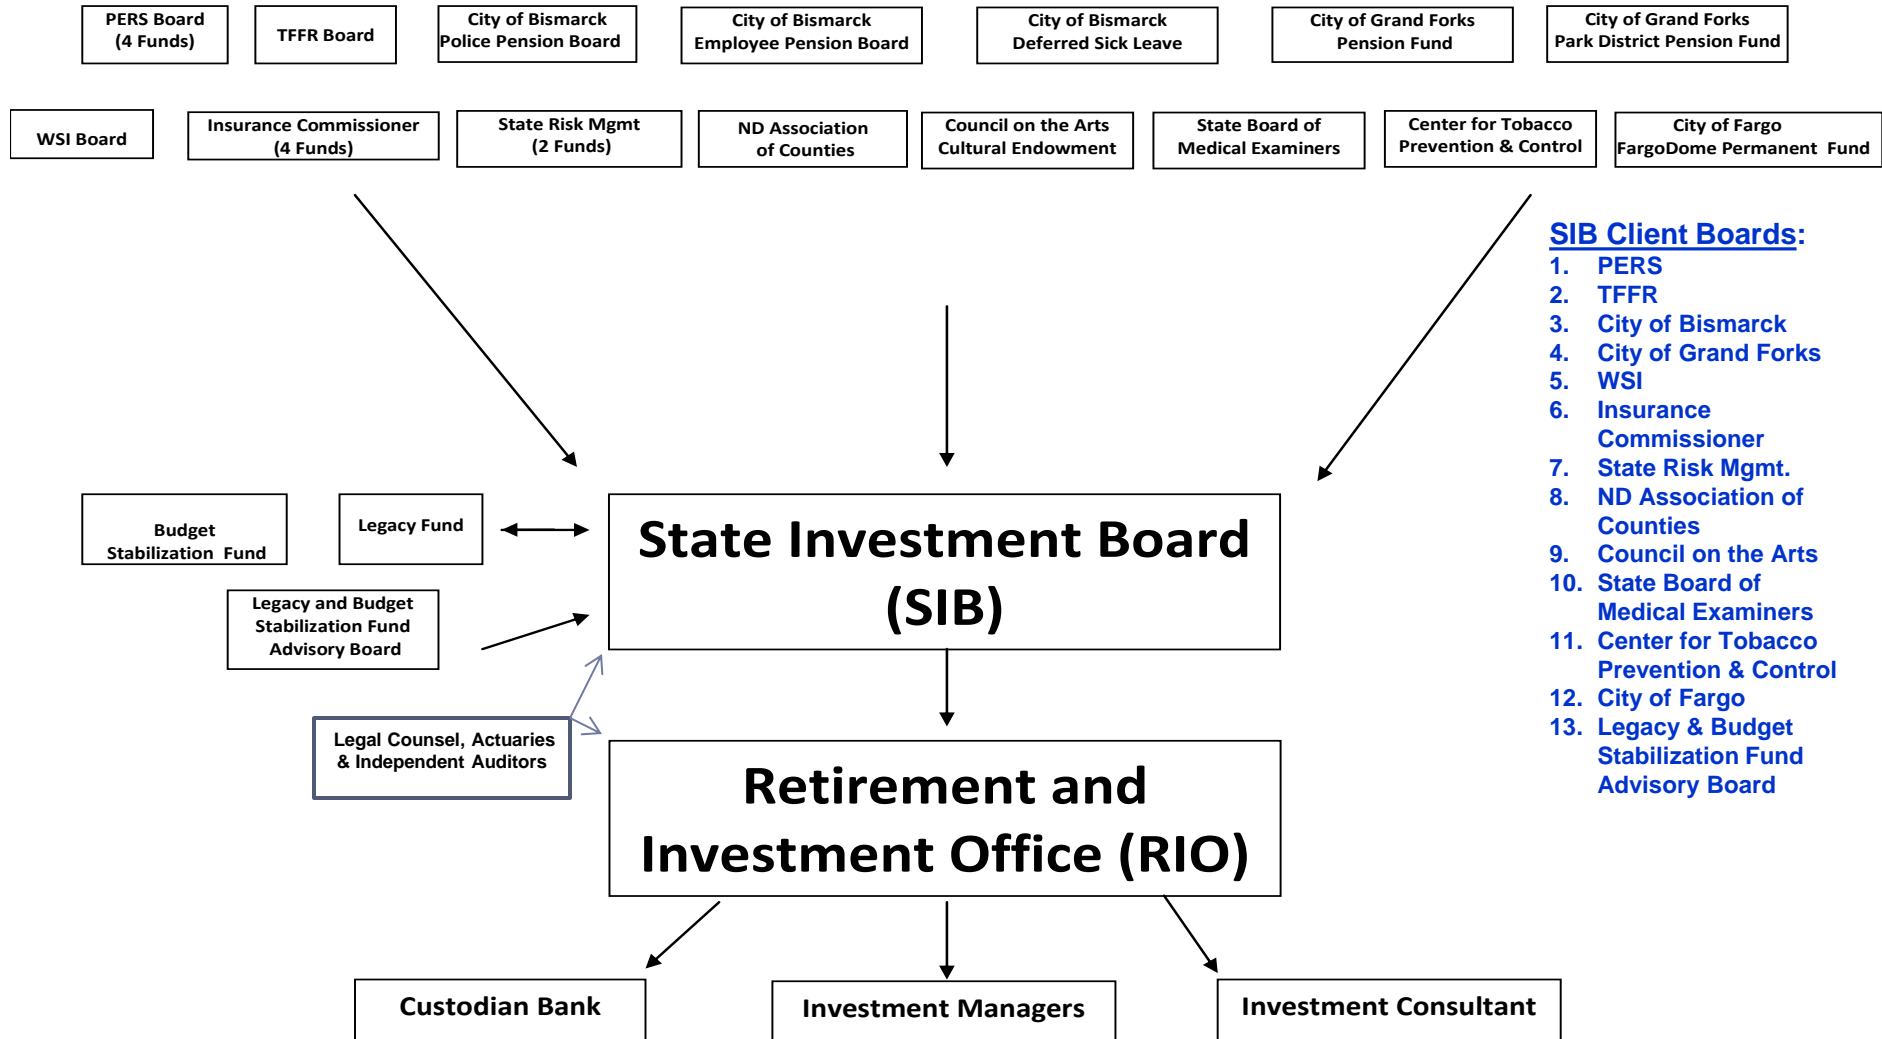 PERS Board
(4 Funds)
TFFR Board
City of Bismarck
Police Pension Board
City of Bismarck
Employee Pension Board
City of Bismarck
Deferred Sick Leave
City of Grand Forks
Pension Fund
City of Grand Forks
Park District Pension Fund
WSI Board
Insurance Commissioner
(4 Funds)
State Risk Mgmt
(2 Funds)
ND Association
of Counties
Council on the Arts
Cultural Endowment
State Board of
Medical Examiners
Center for Tobacco
Prevention & Control
City of Fargo
FargoDome Permanent Fund
SIB Client Boards:
1. PERS
2. TFFR
3. City of Bismarck
4. City of Grand Forks
5. WSI
6. Insurance
Commissioner
7. State Risk Mgmt.
8. ND Association of
Counties
9. Council on the Arts
10. State Board of
Medical Examiners
11. Center for Tobacco
Prevention & Control
12. City of Fargo
13. Legacy & Budget
Stabilization Fund
Advisory Board
Budget
Stabilization Fund
Legacy Fund
State Investment Board
(SIB)
Legacy and Budget
Stabilization Fund
Advisory Board
Legal Counsel, Actuaries
& Independent Auditors
Retirement and
Investment Office (RIO)
Custodian Bank
Investment Managers
Investment Consultant